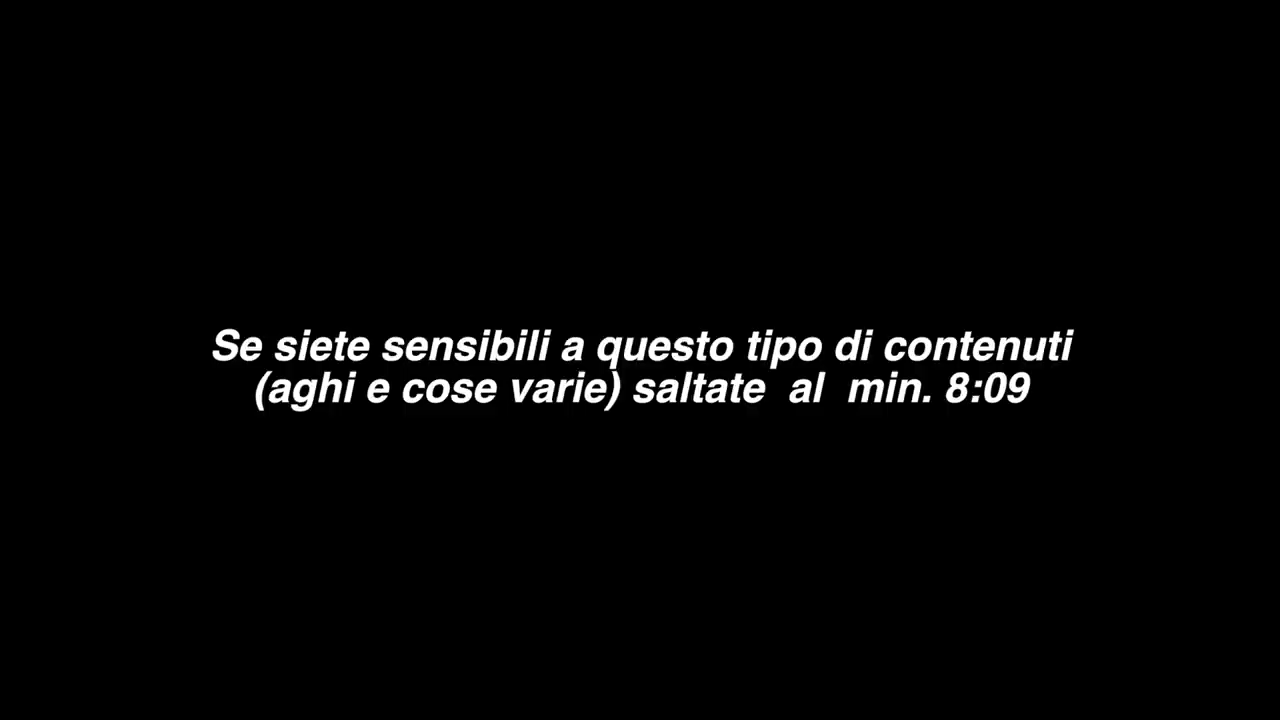 Se siete sensibili a questo tipo di contenuti
(aghi e cose varie) saltate  al  min. 8:09